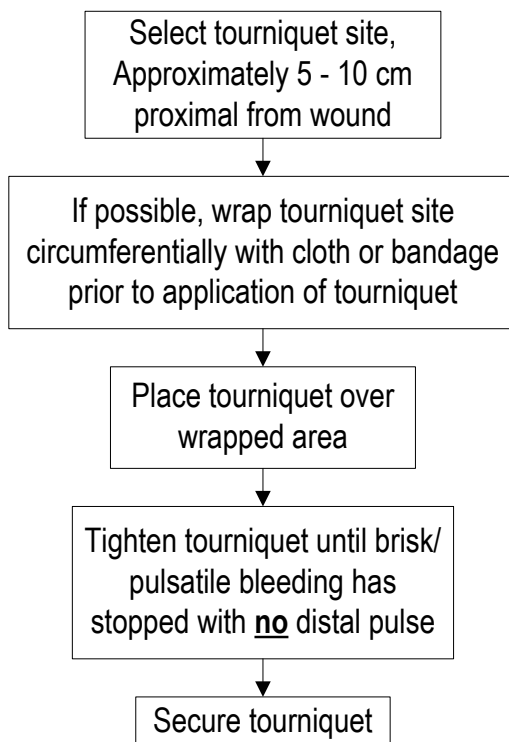 Select tourniquet site,
Approximately 5 - 10 cm
proximal from wound
If possible, wrap tourniquet site
circumferentially with cloth or bandage
prior to application of tourniquet
Place tourniquet over
wrapped area
Tighten tourniquet until brisk/
pulsatile bleeding has
stopped with no distal pulse
Secure tourniquet